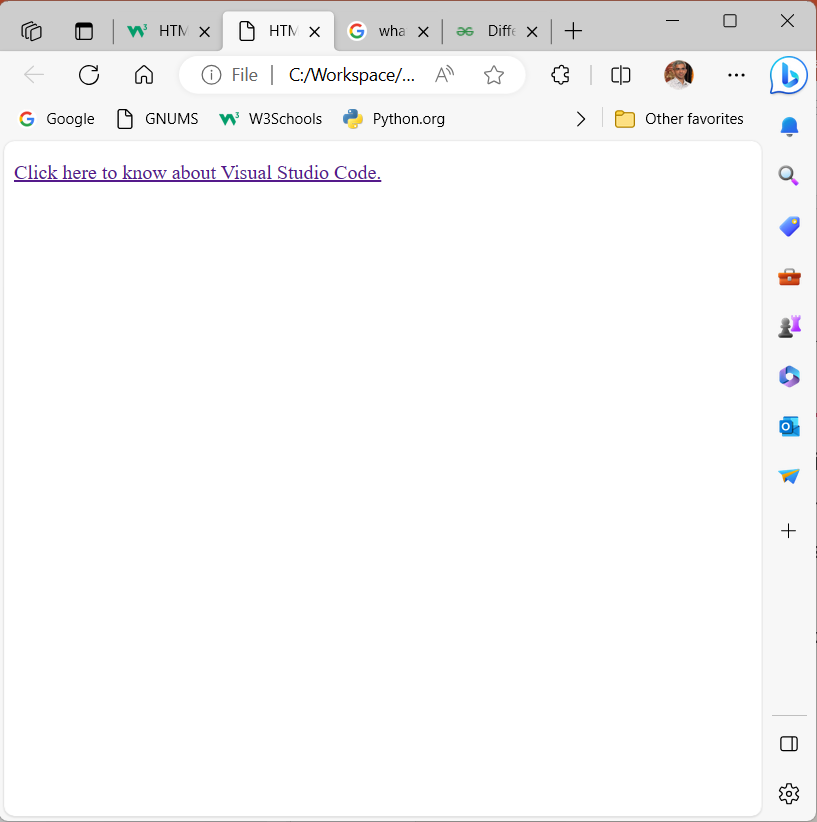 HTM
HTM
wha
Diffe
File
C:/Workspace/...
Google
GNUMS
W3Schools
Python.org
Other favorites
Click here to know about Visual Studio Code.